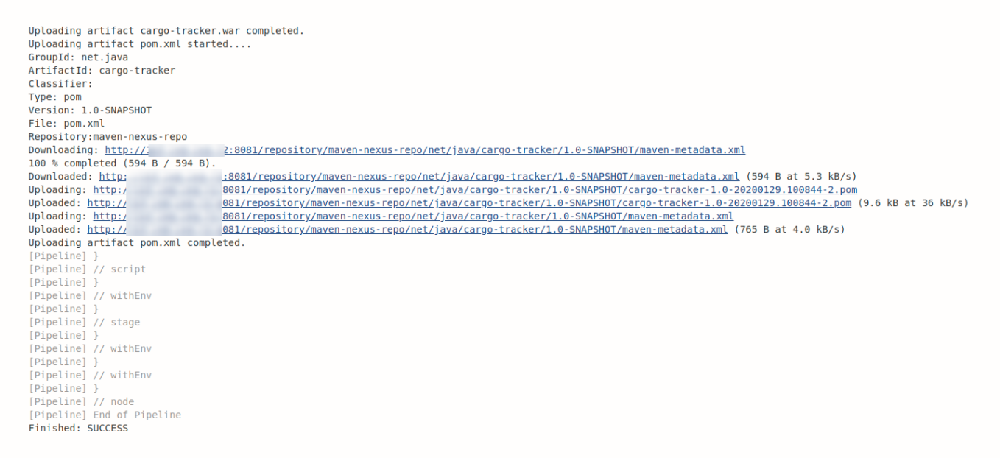 Uploading artifact cargo-tracker.war completed.
Uploading artifact pom.xml started....
GroupId: net.java
ArtifactId: cargo-tracker
Classifier:
Type: pom
Version: 1.0-SNAPSHOT
File: pom.xml
Repository:maven-nexus-repo
Downloading: http:// 2:8081/repository/maven-nexus-repo/net/java/cargo-tracker/1.0-SNAPSHOT/maven-metadata.xml
100 % completed (594 B / 594 B).
Downloaded: http: :8081/repository/maven-nexus-repo/net/java/cargo-tracker/1.0-SNAPSHOT/maven-metadata.xml (594 B at 5.3 kB/s)
Uploading: http:/ 8081/repository/maven-nexus-repo/net/java/cargo-tracker/1.0-SNAPSHOT/cargo-tracker-1.0-20200129.100844-2.pom
Uploaded: http:// 081/repository/maven-nexus-repo/net/java/cargo-tracker/1.0-SNAPSHOT/cargo-tracker-1.0-20200129.100844-2.pom (9.6 kB at 36 kB/s)
Uploading: http:/ 8081/repository/maven-nexus-repo/net/java/cargo-tracker/1.0-SNAPSHOT/maven-metadata.xml
Uploaded: http:// 081/repository/maven-nexus-repo/net/java/cargo-tracker/1.0-SNAPSHOT/maven-metadata.xml (765 B at 4.0 kB/s)
Uploading artifact pom.xml completed.
[Pipeline] }
[Pipeline] // script
[Pipeline] }
[Pipeline] // withEnv
[Pipeline] }
[Pipeline] // stage
[Pipeline] }
[Pipeline] // withEnv
[Pipeline] }
[Pipeline] // withEnv
[Pipeline] }
[Pipeline] // node
[Pipeline] End of Pipeline
Finished: SUCCESS